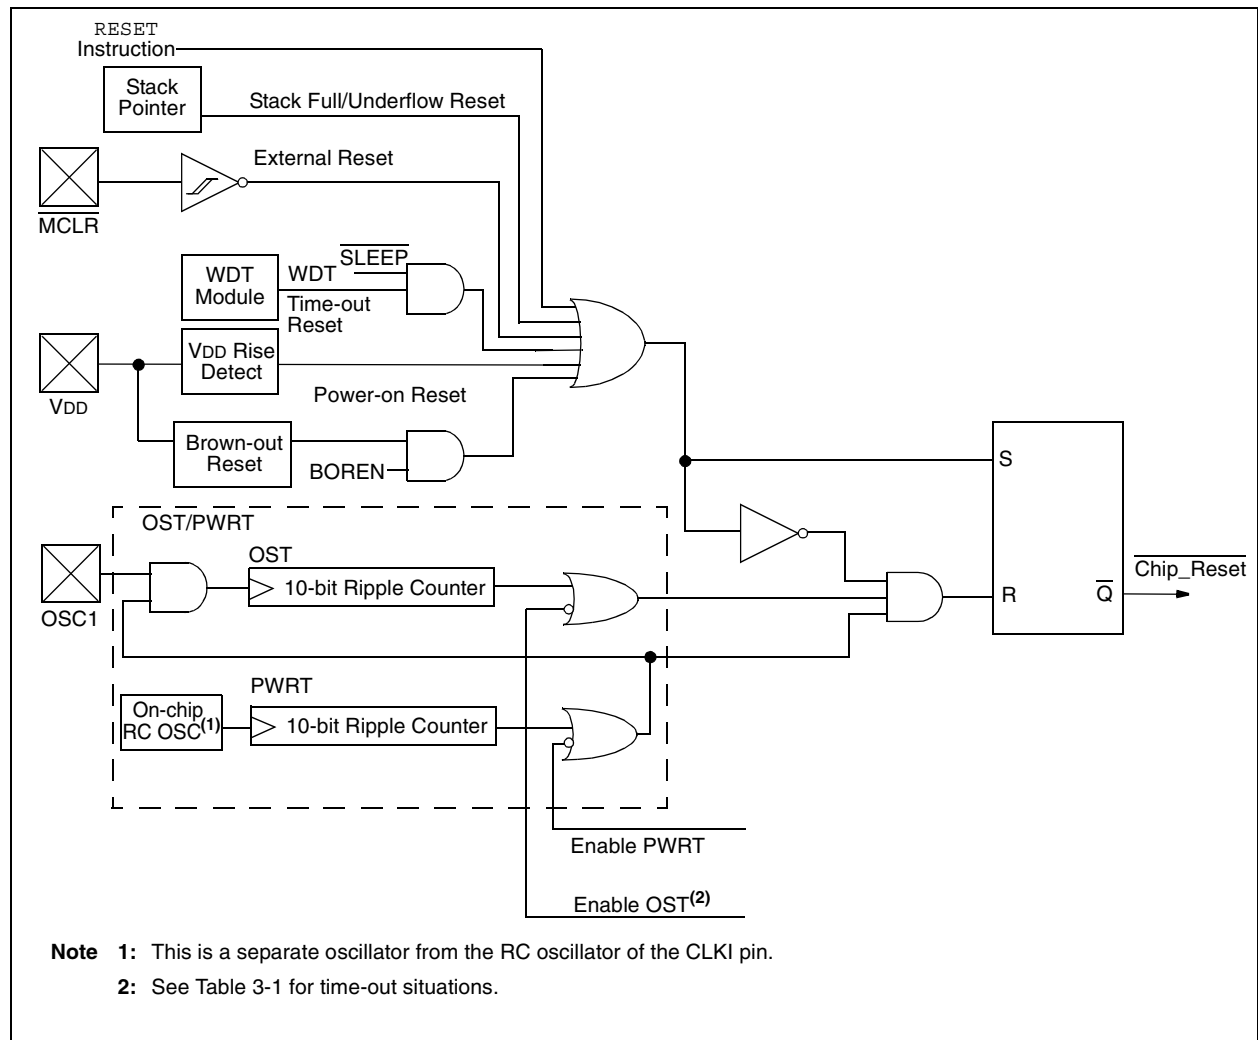 RESET
Instruction
Stack
Pointer
Stack Full/Underflow Reset
External Reset
MCLR
SLEEP
WDT
Module
WDT
Time-out
Reset
VDD Rise
Detect
VDD
Power-on Reset
Brown-out
Reset
BOREN
S
OST/PWRT
OST
10-bit Ripple Counter
OSC1
Chip_Reset
R
Q
PWRT
On-chip
RC OSC(1)
10-bit Ripple Counter
Enable PWRT
Enable OST(2)
Note 1: This is a separate oscillator from the RC oscillator of the CLKI pin.
2: See Table 3-1 for time-out situations.